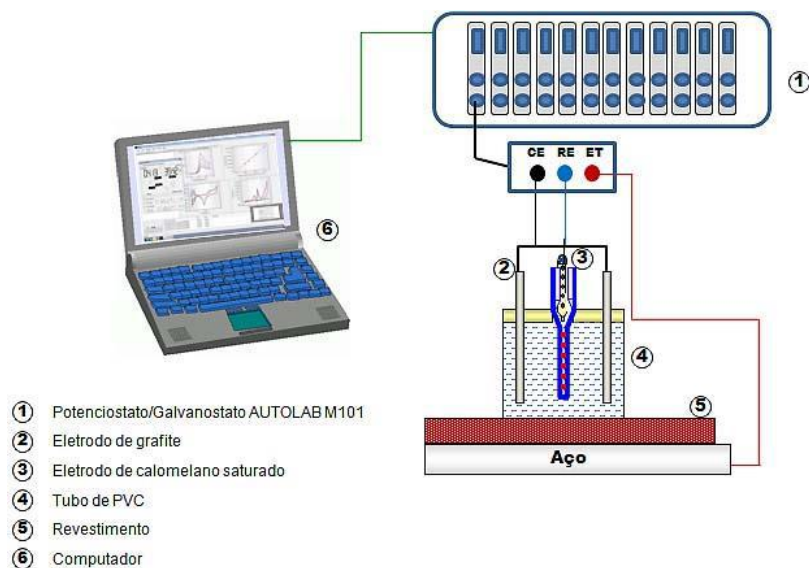 ①
CE RE ET
⑥
② ③
④
⑤
Aço
① Potenciostato/Galvanostato AUTOLAB M101
② Eletrodo de grafite
③ Eletrodo de calomelano saturado
④ Tubo de PVC
⑤ Revestimento
⑥ Computador